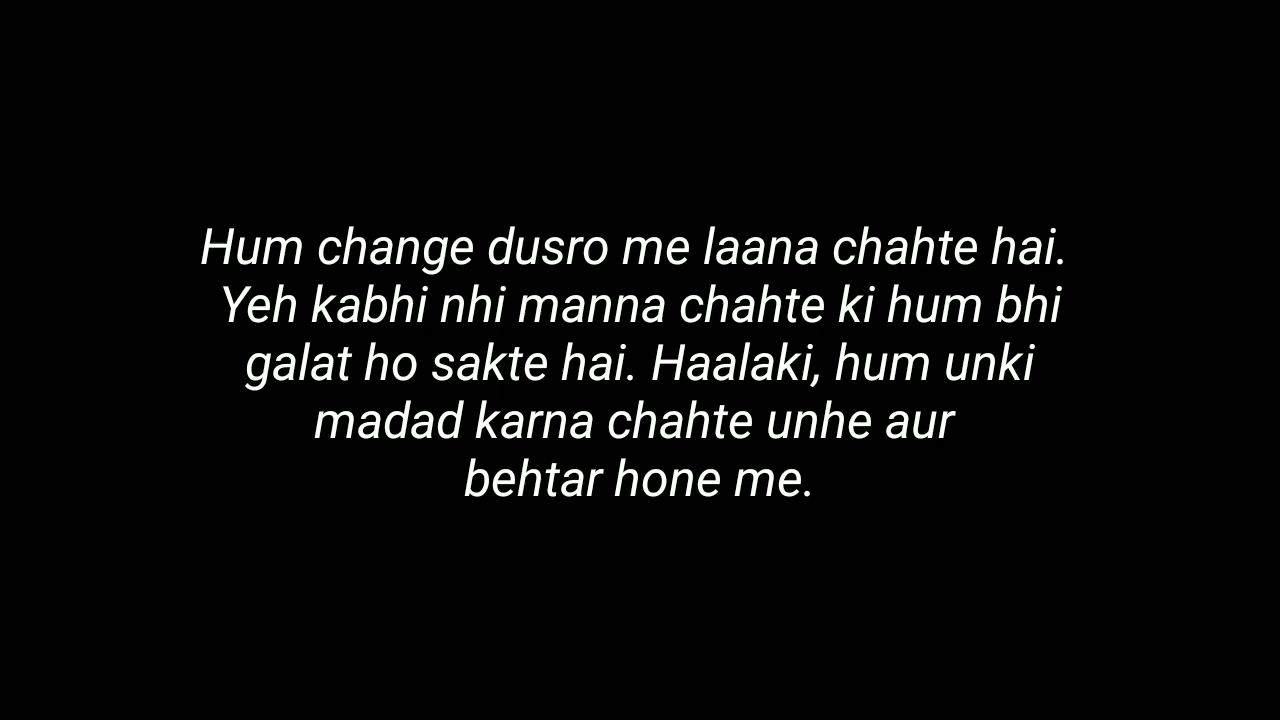 Hum change dusro me laana chahte hai.
Yeh kabhi nhi manna chahte ki hum bhi
galat ho sakte hai. Haalaki, hum unki
madad karna chahte unhe aur
behtar hone me.